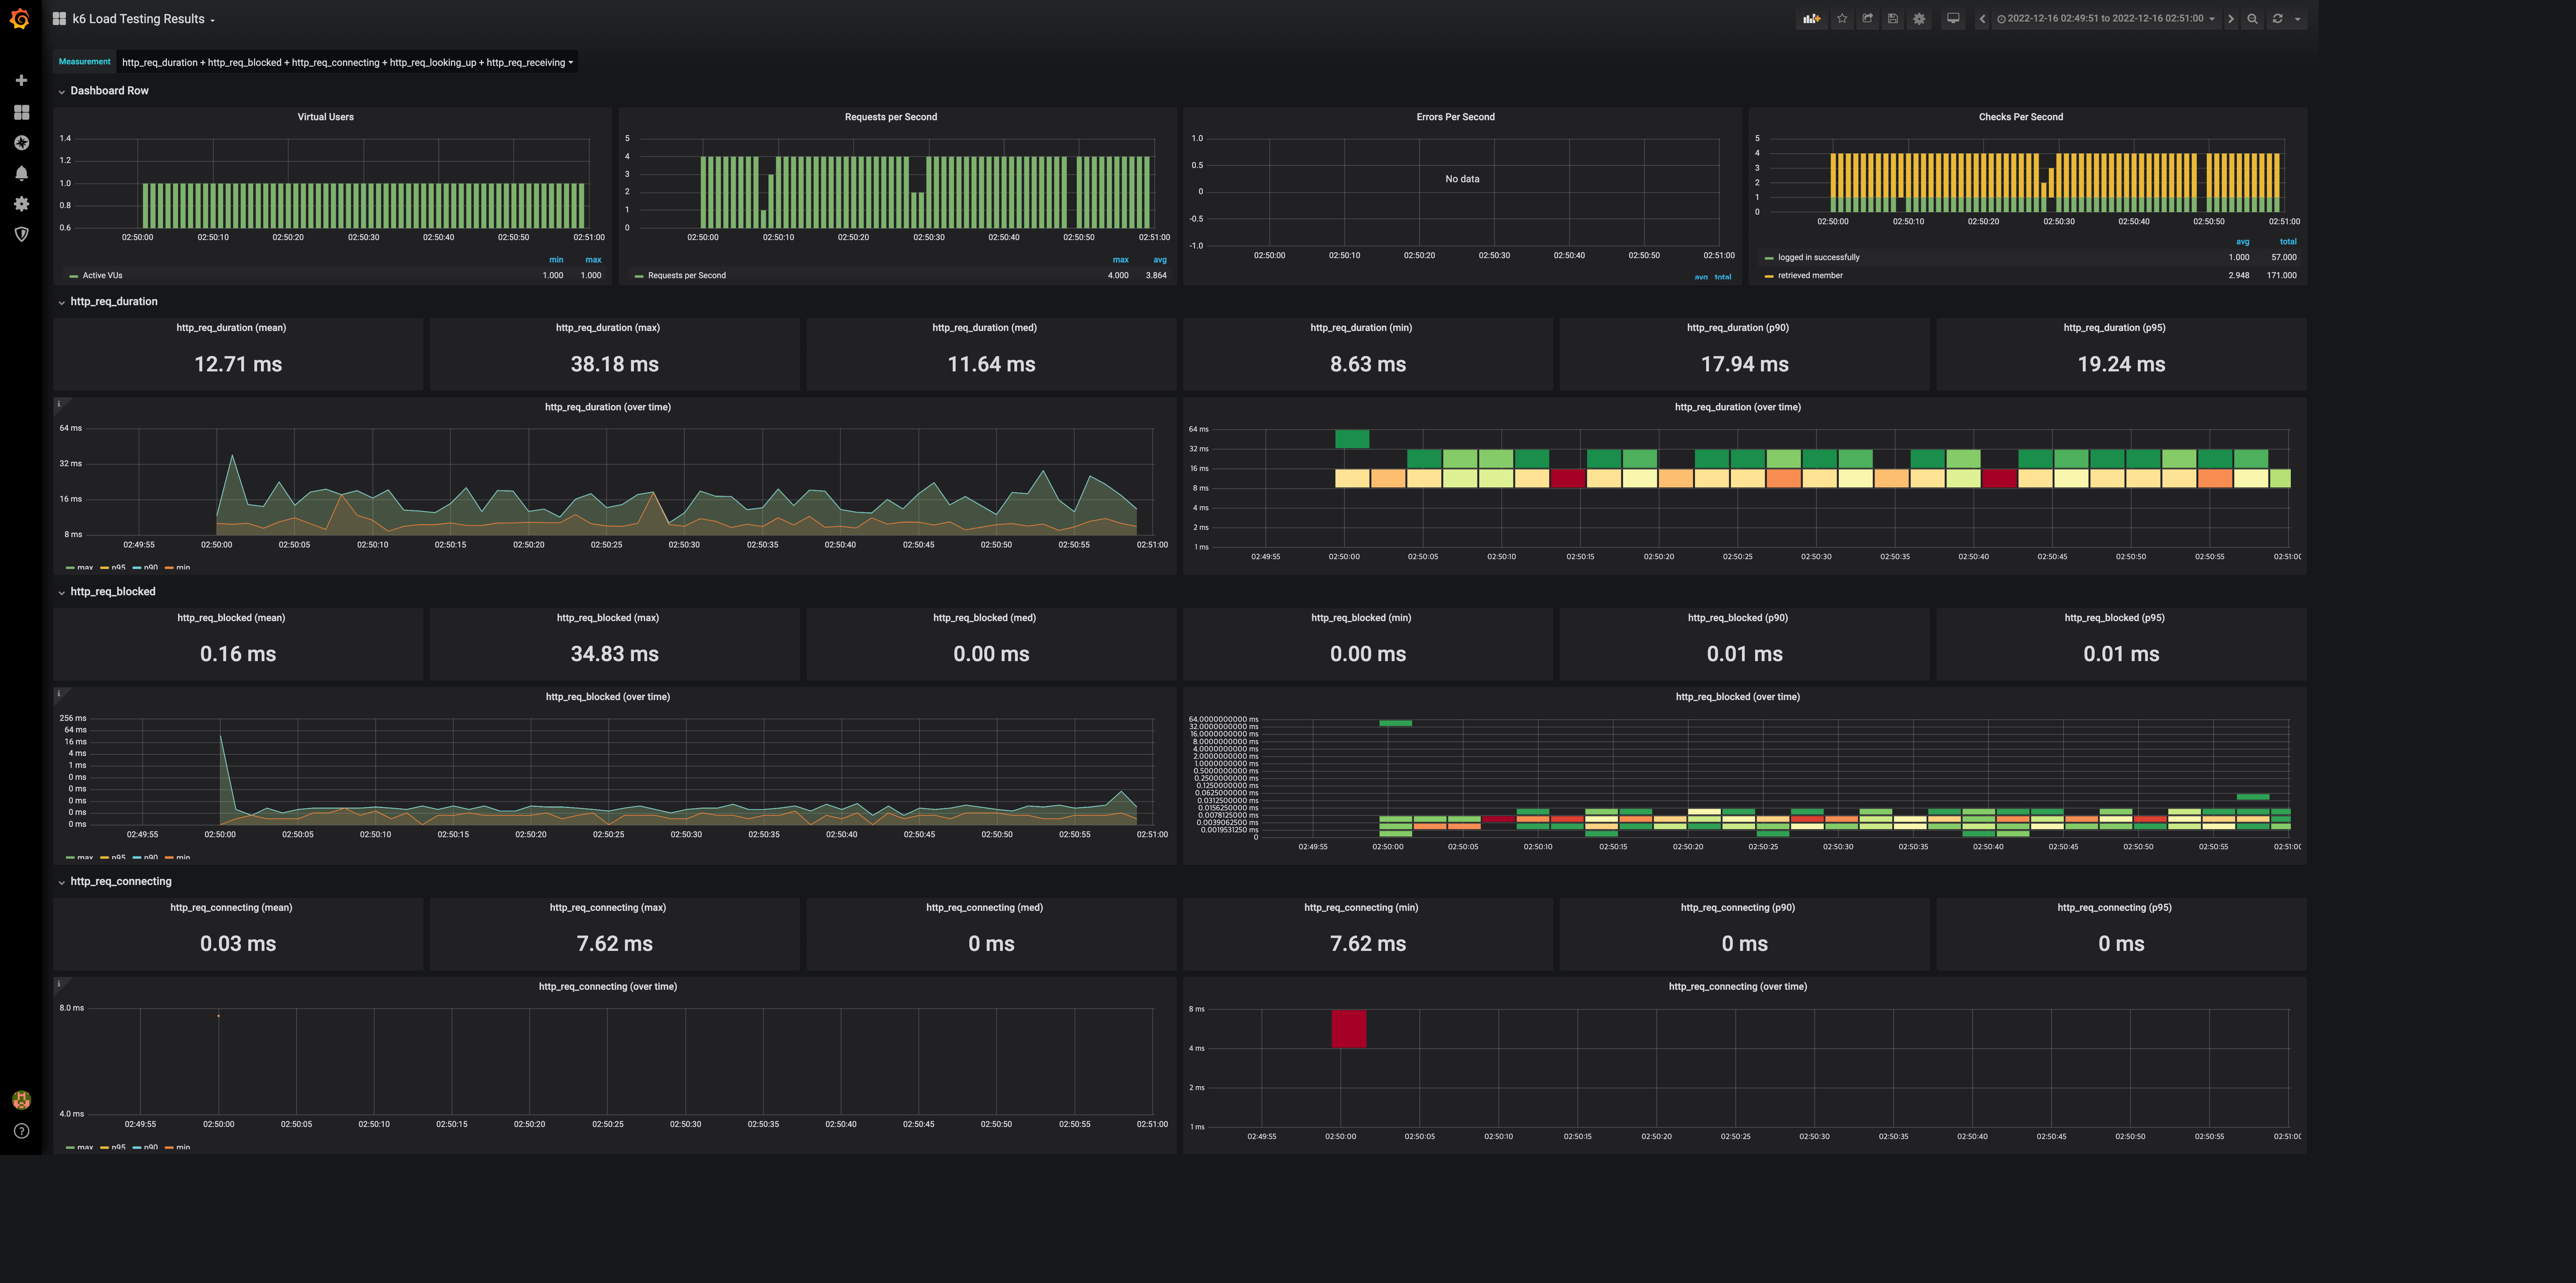 k6 Load Testing Results
2022-12-16 02:49:51 to 2022-12-16 02:51:00
Measurement http_req_duration + http_req_blocked + http_req_connecting + http_req_looking_up + http_req_receiving
Dashboard Row
Virtual Users
1.4
1.2
1.0
0.8
0.6
02:50:00 02:50:10 02:50:20 02:50:30 02:50:40 02:50:50 02:51:00
min max
Active VUs 1.000 1.000
Requests per Second
5
4
3
2
1
0
02:50:00 02:50:10 02:50:20 02:50:30 02:50:40 02:50:50 02:51:00
max avg
Requests per Second 4.000 3.864
Errors Per Second
1.0
0.5
0
-0.5
-1.0
No data
02:50:00 02:50:10 02:50:20 02:50:30 02:50:40 02:50:50 02:51:00
avg total
Checks Per Second
5
4
3
2
1
0
02:50:00 02:50:10 02:50:20 02:50:30 02:50:40 02:50:50 02:51:00
avg total
logged in successfully 1.000 57.000
retrieved member 2.948 171.000
http_req_duration
http_req_duration (mean)
12.71 ms
http_req_duration (max)
38.18 ms
http_req_duration (med)
11.64 ms
http_req_duration (min)
8.63 ms
http_req_duration (p90)
17.94 ms
http_req_duration (p95)
19.24 ms
http_req_duration (over time)
64 ms
32 ms
16 ms
8 ms
02:49:55 02:50:00 02:50:05 02:50:10 02:50:15 02:50:20 02:50:25 02:50:30 02:50:35 02:50:40 02:50:45 02:50:50 02:50:55 02:51:00
max p95 p90 min
http_req_duration (over time)
64 ms
32 ms
16 ms
8 ms
4 ms
2 ms
1 ms
02:49:55 02:50:00 02:50:05 02:50:10 02:50:15 02:50:20 02:50:25 02:50:30 02:50:35 02:50:40 02:50:45 02:50:50 02:50:55 02:51:00
http_req_blocked
http_req_blocked (mean)
0.16 ms
http_req_blocked (max)
34.83 ms
http_req_blocked (med)
0.00 ms
http_req_blocked (min)
0.00 ms
http_req_blocked (p90)
0.01 ms
http_req_blocked (p95)
0.01 ms
http_req_blocked (over time)
256 ms
64 ms
16 ms
4 ms
1 ms
0 ms
0 ms
0 ms
0 ms
0 ms
02:49:55 02:50:00 02:50:05 02:50:10 02:50:15 02:50:20 02:50:25 02:50:30 02:50:35 02:50:40 02:50:45 02:50:50 02:50:55 02:51:00
max p95 p90 min
http_req_blocked (over time)
64.0000000000 ms
32.0000000000 ms
16.0000000000 ms
8.0000000000 ms
4.0000000000 ms
2.0000000000 ms
1.0000000000 ms
0.5000000000 ms
0.2500000000 ms
0.1250000000 ms
0.0625000000 ms
0.0312500000 ms
0.0156250000 ms
0.0078125000 ms
0.0039062500 ms
0.0019531250 ms
0
02:49:55 02:50:00 02:50:05 02:50:10 02:50:15 02:50:20 02:50:25 02:50:30 02:50:35 02:50:40 02:50:45 02:50:50 02:50:55 02:51:00
http_req_connecting
http_req_connecting (mean)
0.03 ms
http_req_connecting (max)
7.62 ms
http_req_connecting (med)
0 ms
http_req_connecting (min)
7.62 ms
http_req_connecting (p90)
0 ms
http_req_connecting (p95)
0 ms
http_req_connecting (over time)
8.0 ms
4.0 ms
02:49:55 02:50:00 02:50:05 02:50:10 02:50:15 02:50:20 02:50:25 02:50:30 02:50:35 02:50:40 02:50:45 02:50:50 02:50:55 02:51:00
max p95 p90 min
http_req_connecting (over time)
8 ms
4 ms
2 ms
1 ms
02:49:55 02:50:00 02:50:05 02:50:10 02:50:15 02:50:20 02:50:25 02:50:30 02:50:35 02:50:40 02:50:45 02:50:50 02:50:55 02:51:00